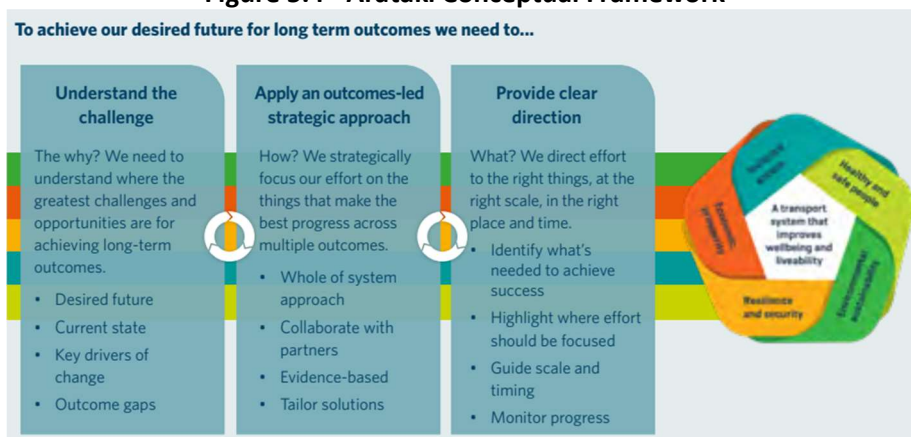 To achieve our desired future for long term outcomes we need to...
Understand the
challenge
The why? We need to
understand where the
greatest challenges and
opportunities are for
achieving long-term
outcomes.
• Desired future
• Current state
• Key drivers of
change
• Outcome gaps
Apply an outcomes-led
strategic approach
How? We strategically
focus our effort on the
things that make the
best progress across
multiple outcomes.
• Whole of system
approach
• Collaborate with
partners
• Evidence-based
• Tailor solutions
Provide clear
direction
What? We direct effort
to the right things, at the
right scale, in the right
place and time.
• Identify what's
needed to achieve
success
• Highlight where effort
should be focused
• Guide scale and
timing
• Monitor progress
Healthy and
safe people
Economic
prosperity
A transport
system that
improves
wellbeing and
liveability
Environmental
sustainability
Resilience
and security